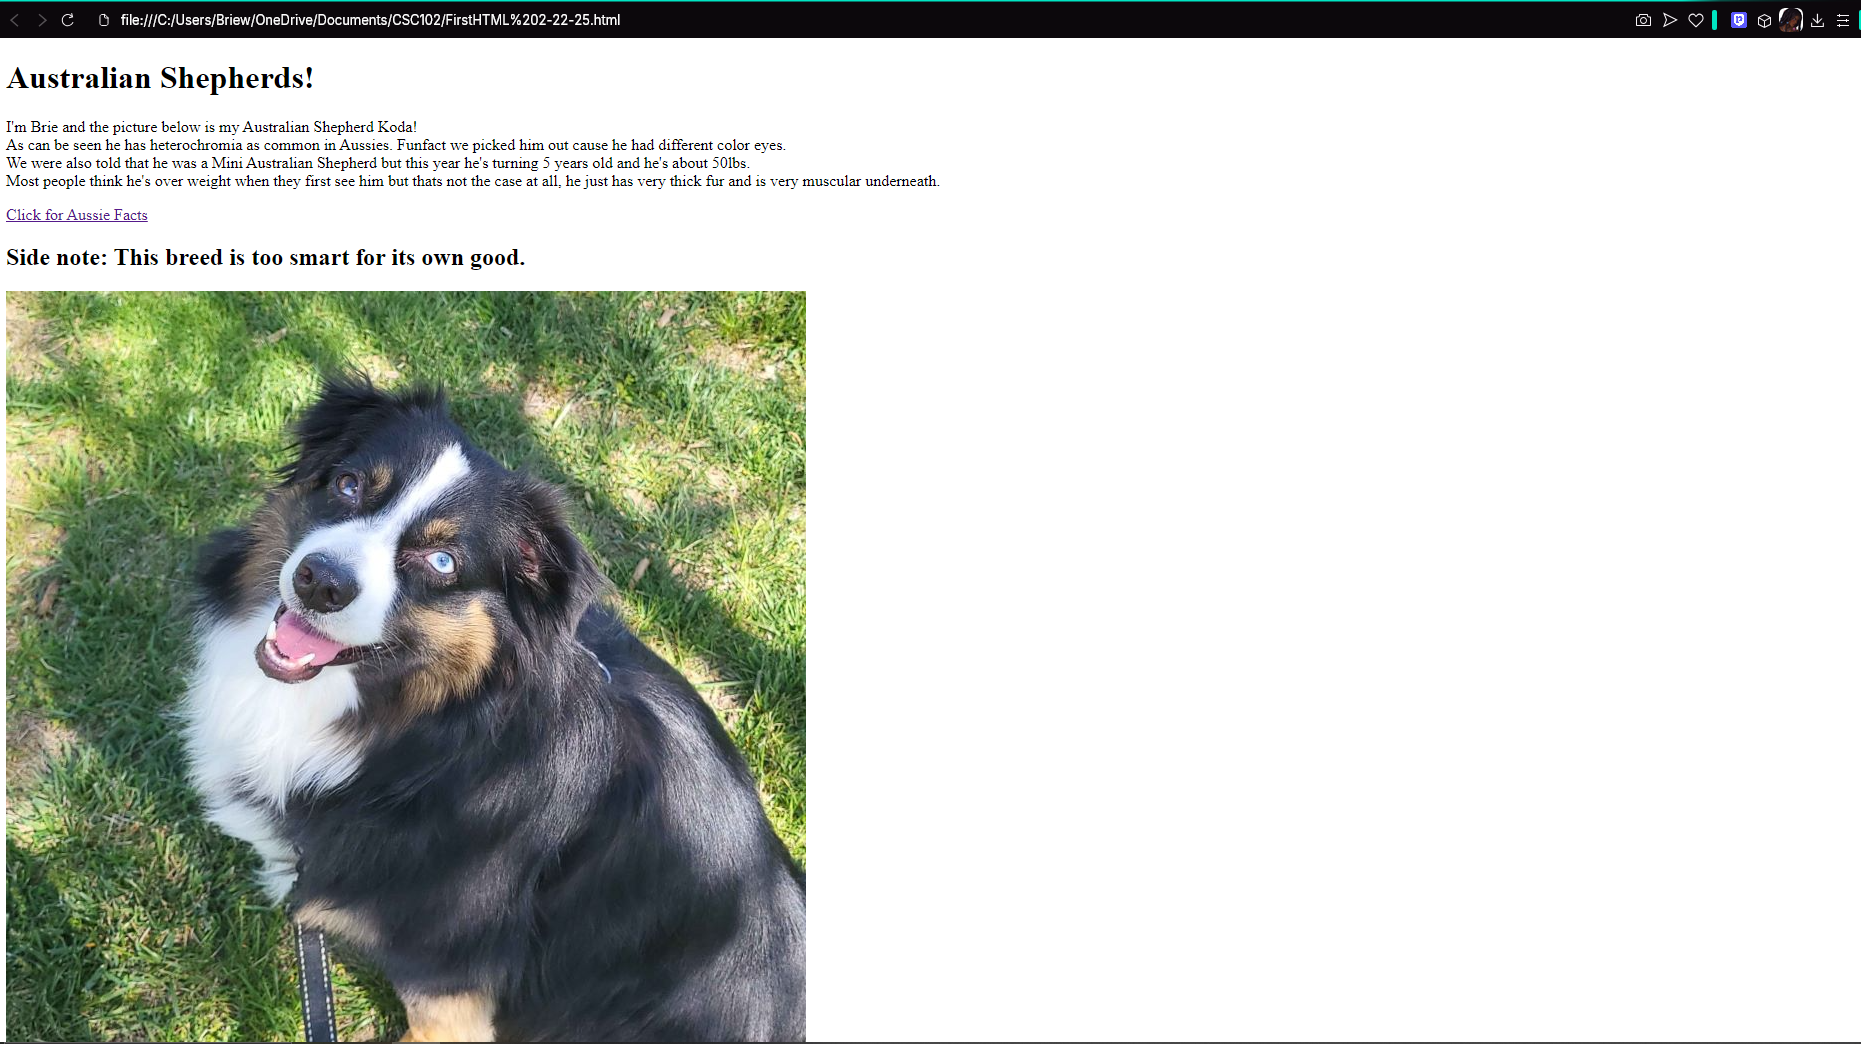 file:///C:/Users/Briew/OneDrive/Documents/CSC102/FirstHTML%202-22-25.html
Australian Shepherds!
I'm Brie and the picture below is my Australian Shepherd Koda!
As can be seen he has heterochromia as common in Aussies. Funfact we picked him out cause he had different color eyes.
We were also told that he was a Mini Australian Shepherd but this year he's turning 5 years old and he's about 50lbs.
Most people think he's over weight when they first see him but thats not the case at all, he just has very thick fur and is very muscular underneath.
Click for Aussie Facts
Side note: This breed is too smart for its own good.